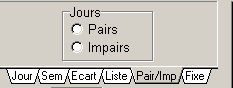 Jours
Pairs
Impairs
Jour Sem Ecart Liste Pair/Imp Fixe